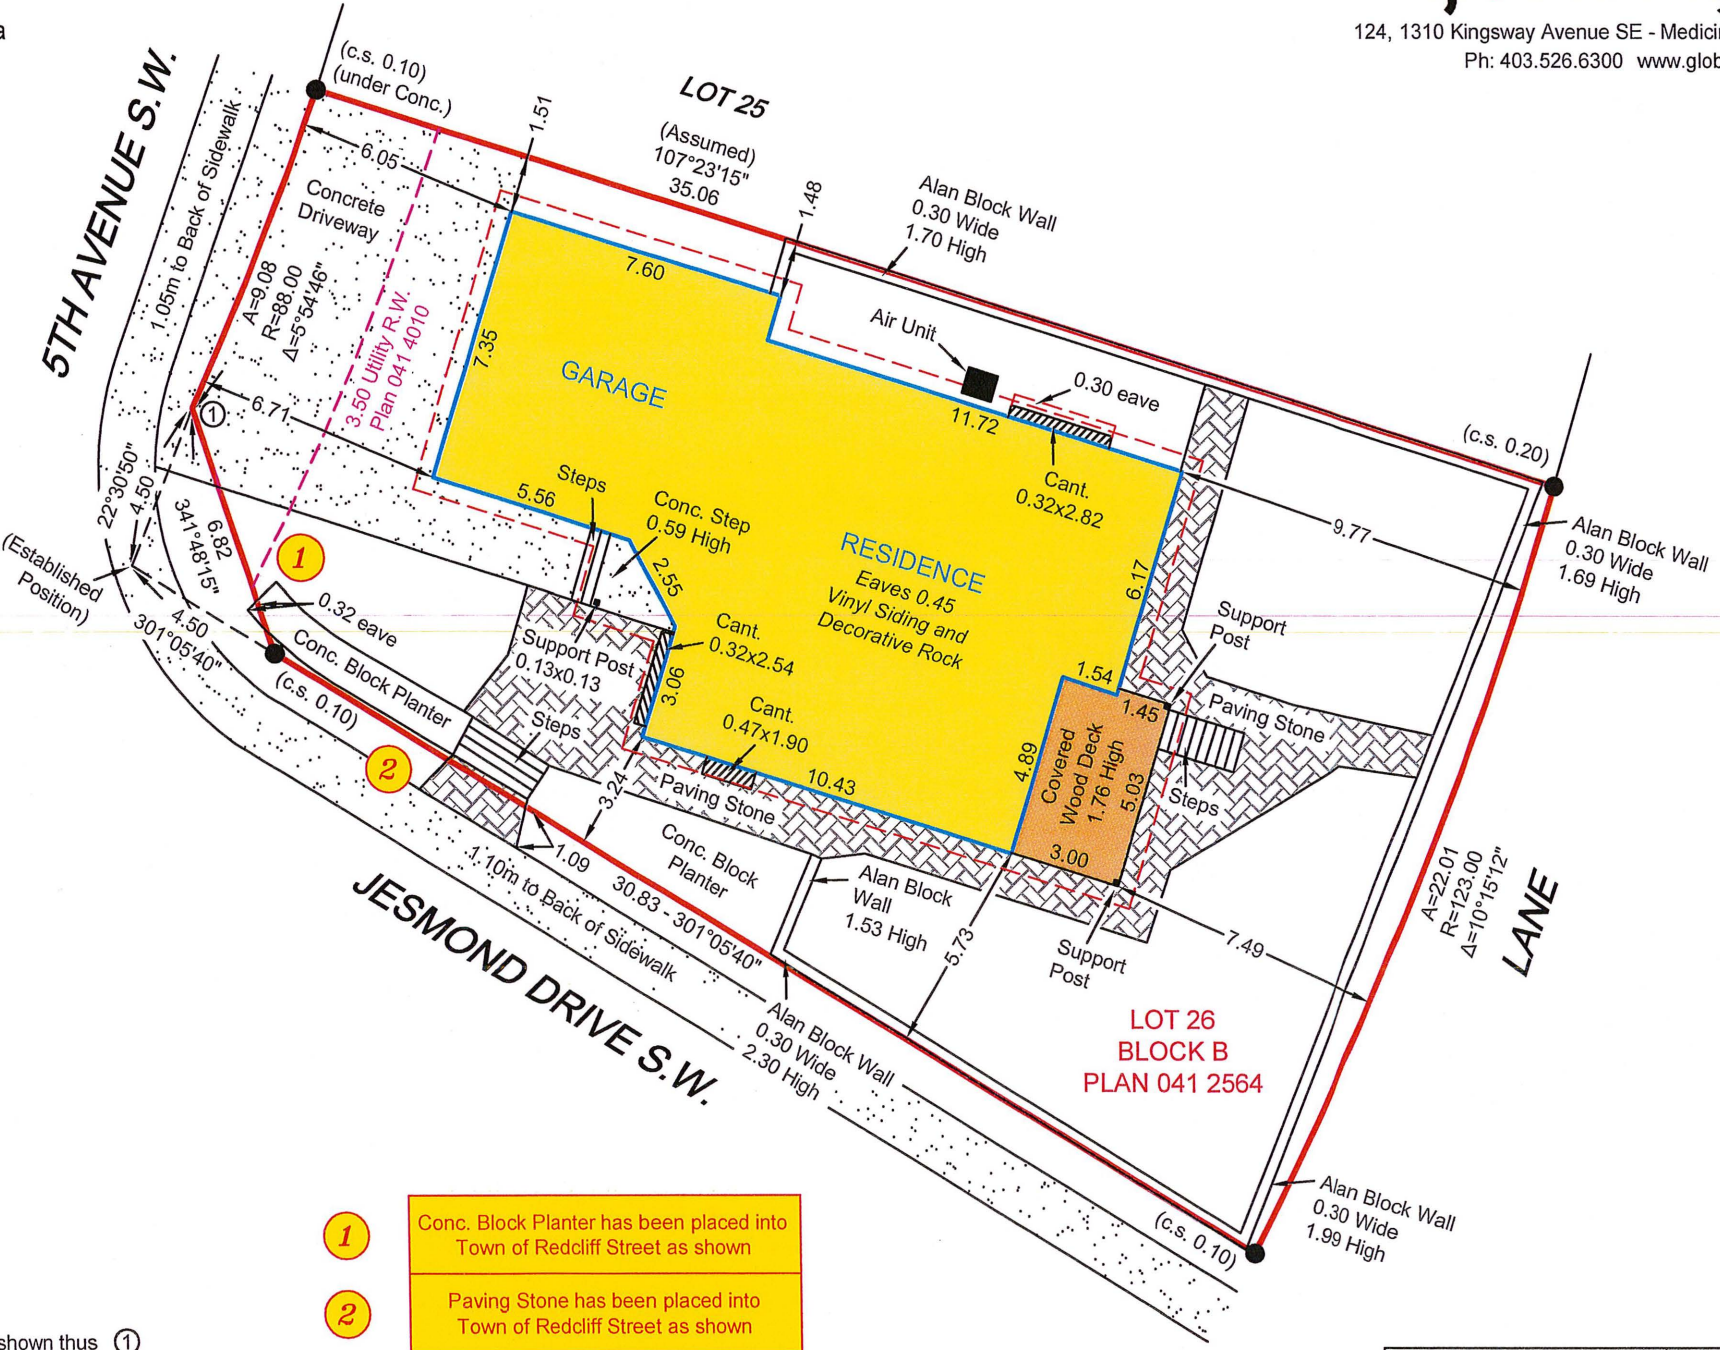 124, 1310 Kingsway Avenue SE - Medici
Ph: 403.526.6300 www.glob
5TH AVENUE S.W.
1.05m to Back of Sidewalk
(c.s. 0.10)
(under Conc.)
LOT 25
(Assumed)
107°23'15"
35.06
1.51
1.48
Alan Block Wall
0.30 Wide
1.70 High
6.05
Concrete
Driveway
A=9.08
R=88.00
Δ=5°54'46"
3.50 Utility R.W.
Plan 041 4010
7.60
7.35
GARAGE
Air Unit
11.72
0.30 eave
Cant.
0.32x2.82
(c.s. 0.20)
9.77
Alan Block Wall
0.30 Wide
1.69 High
6.71
1
22°30'50"
4.50
6.82
341°48'15"
(Established
Position)
4.50
301°05'40"
1
0.32 eave
Steps
5.56
Conc. Step
0.59 High
2.55
RESIDENCE
Eaves 0.45
Vinyl Siding and
Decorative Rock
6.17
Support
Post
Support Post
0.13x0.13
Cant.
0.32x2.54
3.06
Cant.
0.47x1.90
10.43
1.54
1.45
4.89
Covered
Wood Deck
1.76 High
5.03
3.00
Paving Stone
Steps
Conc. Block Planter
(c.s. 0.10)
Steps
2
3.24
Paving Stone
Conc. Block
Planter
1.09
1.10m to Back of Sidewalk
30.83 - 301°05'40"
JESMOND DRIVE S.W.
Alan Block
Wall
1.53 High
5.73
Support
Post
7.49
A=22.01
R=123.00
Δ=10°15'12"
LANE
Alan Block Wall
0.30 Wide
2.30 High
LOT 26
BLOCK B
PLAN 041 2564
(c.s. 0.10)
Alan Block Wall
0.30 Wide
1.99 High
1
Conc. Block Planter has been placed into
Town of Redcliff Street as shown
2
Paving Stone has been placed into
Town of Redcliff Street as shown
shown thus 1